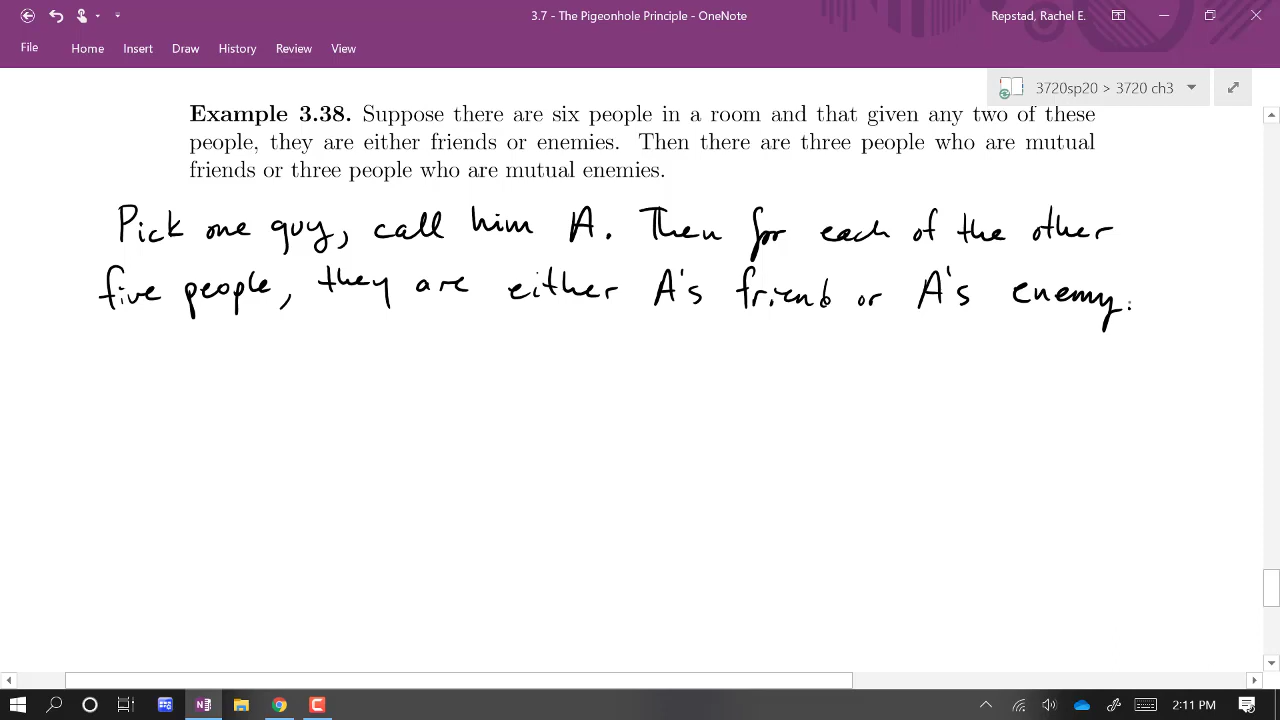 3.7 - The Pigeonhole Principle - OneNote
Repstad, Rachel E.
File Home Insert Draw History Review View
3720sp20 > 3720 ch3
Example 3.38. Suppose there are six people in a room and that given any two of these
people, they are either friends or enemies. Then there are three people who are mutual
friends or three people who are mutual enemies.
Pick one guy, call him A. Then for each of the other
five people, they are either A's friend or A's enemy.
2:11 PM